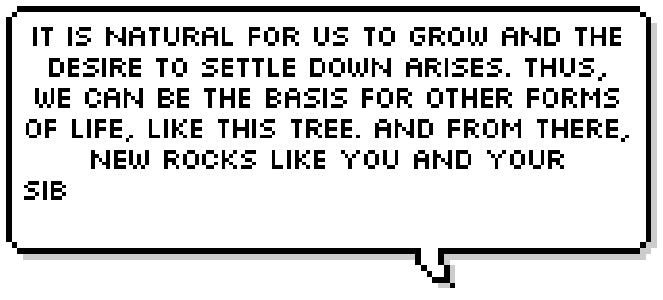 IT IS NATURAL FOR US TO GROW AND THE
DESIRE TO SETTLE DOWN ARISES. THUS,
WE CAN BE THE BASIS FOR OTHER FORMS
OF LIFE, LIKE THIS TREE. AND FROM THERE,
NEW ROCKS LIKE YOU AND YOUR
SIB